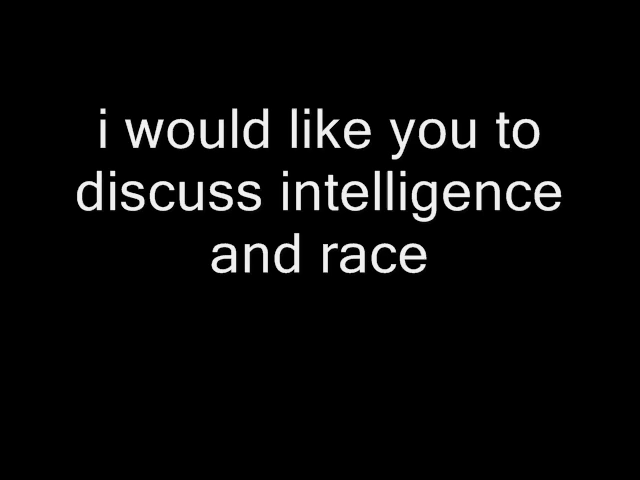 i would like you to
discuss intelligence
and race